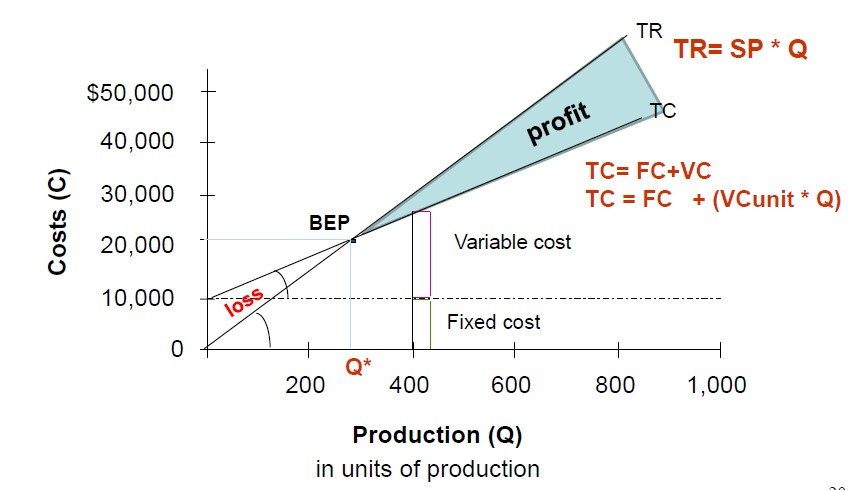 TR
TR= SP * Q
$50,000
40,000
30,000
20,000
10,000
0
Costs (C)
profit
TC
TC= FC+VC
TC = FC + (VCunit * Q)
BEP
Variable cost
loss
Fixed cost
Q*
200
400
600
800
1,000
Production (Q)
in units of production